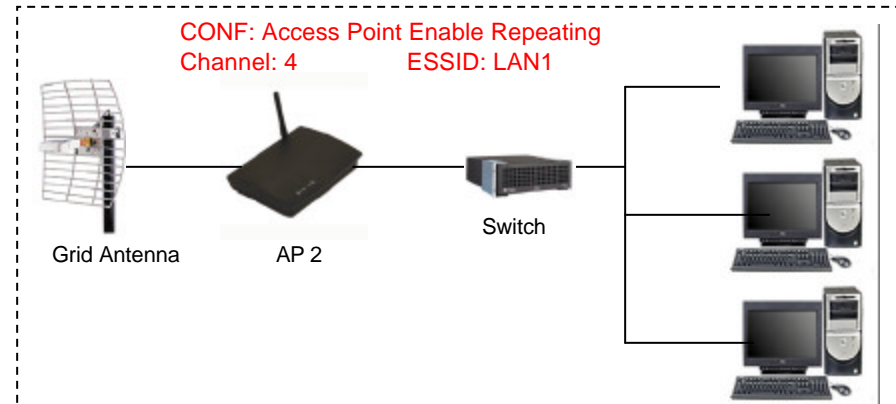 CONF: Access Point Enable Repeating
Channel: 4 ESSID: LAN1
Switch
Grid Antenna AP 2